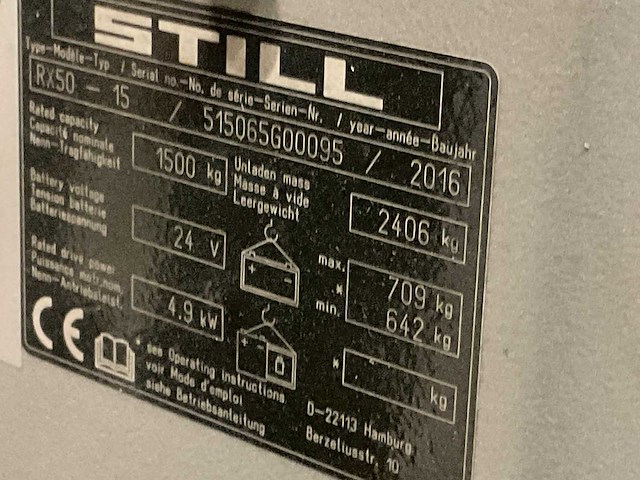 STILL
Type-Modèle-Typ / Serial no.-No. de série-Serien-Nr. / year-année-Baujahr
RX50 - 15 / 515065G00095 / 2016
Rated capacity
Capacité nominale
Nenn-Tragfähigkeit
1500 kg
Unladen mass
Masse à vide
Leergewicht
2406 kg
Battery voltage
Tension batterie
Batteriespannung
24 V
+ -
max. 709 kg
*
min. 642 kg
Rated drive power
Puissance motr.nom.
Nenn-Antriebsleist.
4.9 kW
+ -
* kg
CE
* see Operating instructions
voir Mode d'emploi
siehe Betriebsanleitung
D-22113 Hamburg
Berzeliusstr. 10